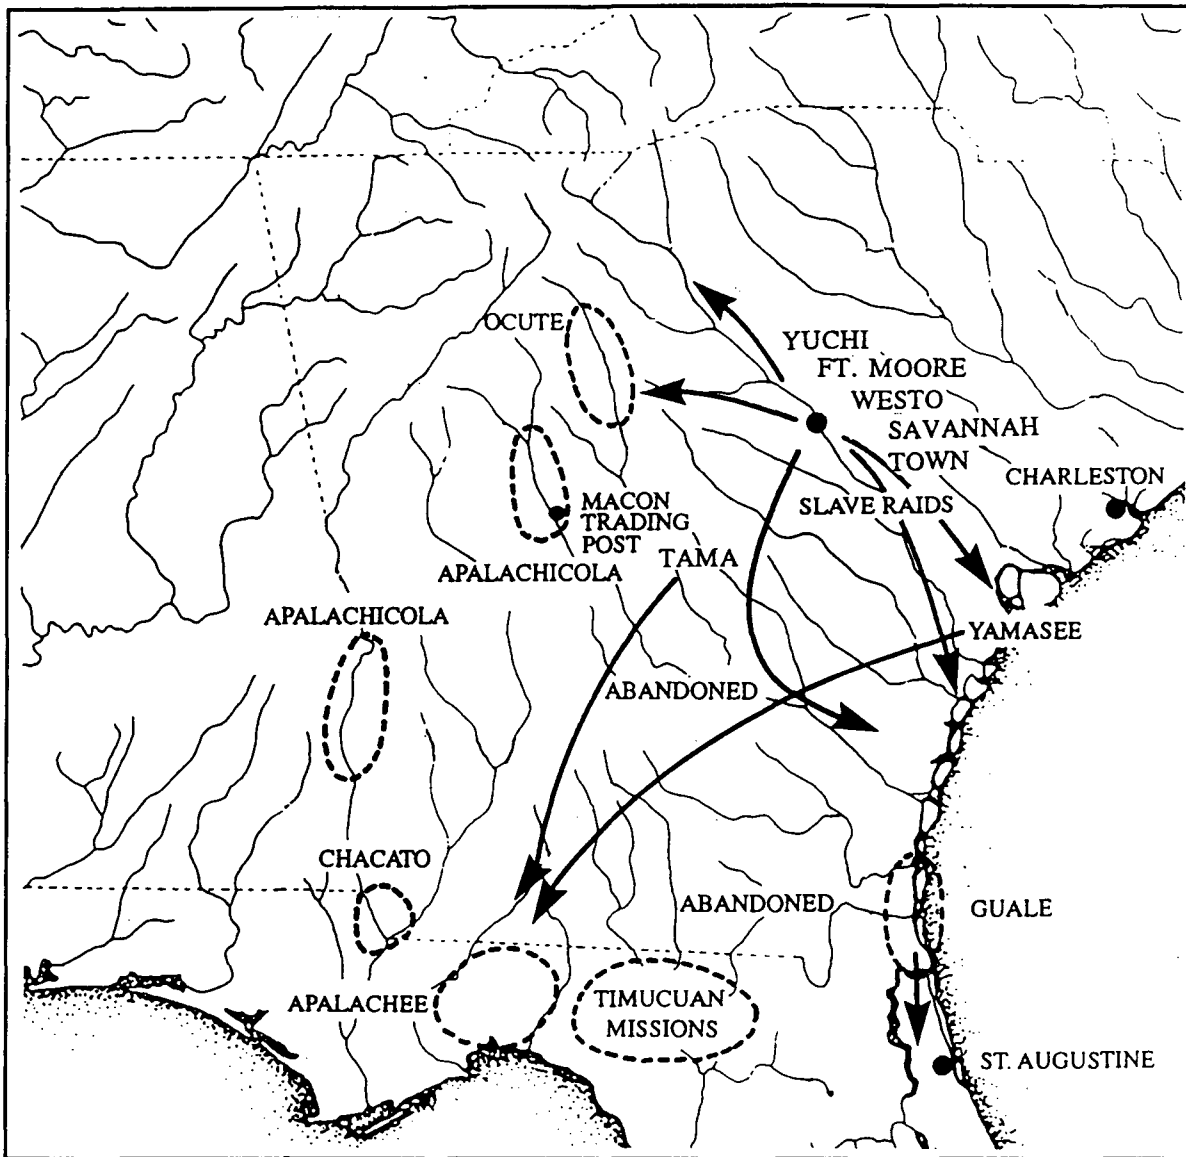 OCUTE
YUCHI
FT. MOORE
WESTO
SAVANNAH
TOWN
CHARLESTON
SLAVE RAIDS
MACON
TRADING
POST
APALACHICOLA
TAMA
APALACHICOLA
YAMASEE
ABANDONED
CHACATO
ABANDONED
GUALE
APALACHEE
TIMUCUAN
MISSIONS
ST. AUGUSTINE